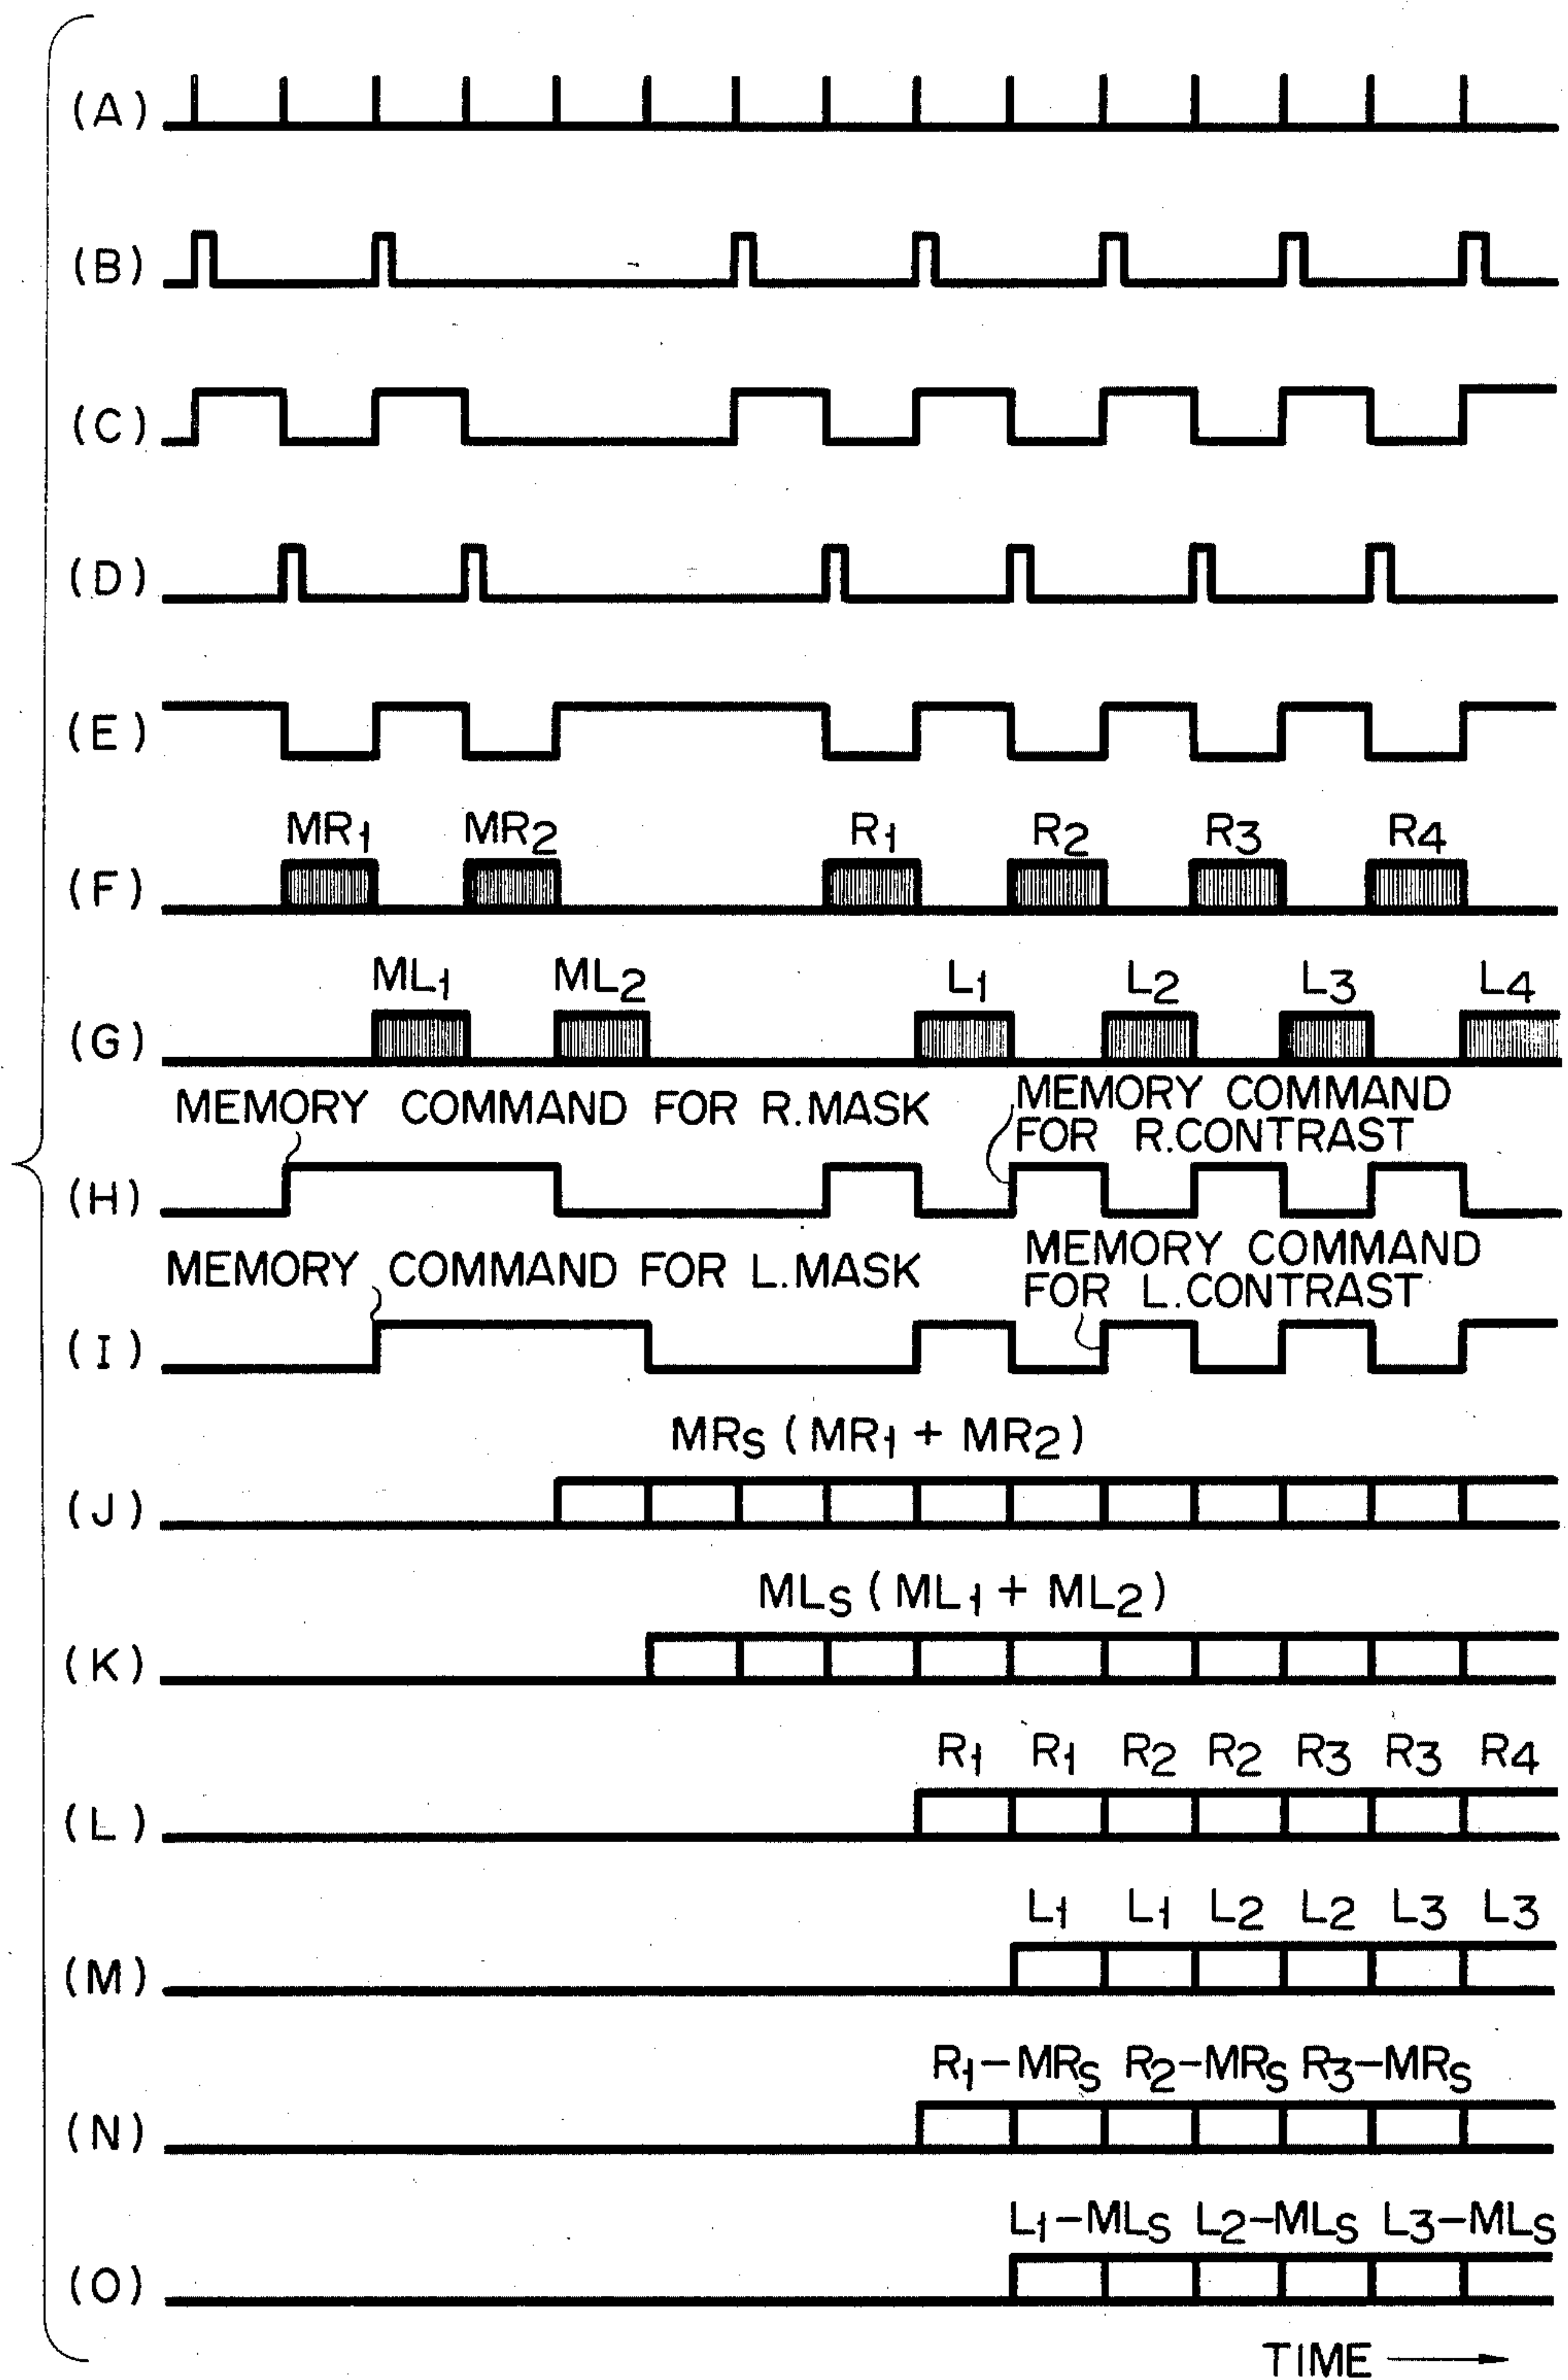 (A)
(B)
(C)
(D)
(E)
MR1 MR2 R1 R2 R3 R4
(F)
ML1 ML2 L1 L2 L3 L4
(G)
MEMORY COMMAND FOR R.MASK
MEMORY COMMAND
FOR R.CONTRAST
(H)
MEMORY COMMAND FOR L.MASK
MEMORY COMMAND
FOR L.CONTRAST
(I)
MRS (MR1 + MR2)
(J)
MLS (ML1 + ML2)
(K)
R1 R1 R2 R2 R3 R3 R4
(L)
L1 L1 L2 L2 L3 L3
(M)
R1-MRS R2-MRS R3-MRS
(N)
L1-MLS L2-MLS L3-MLS
(O)
TIME